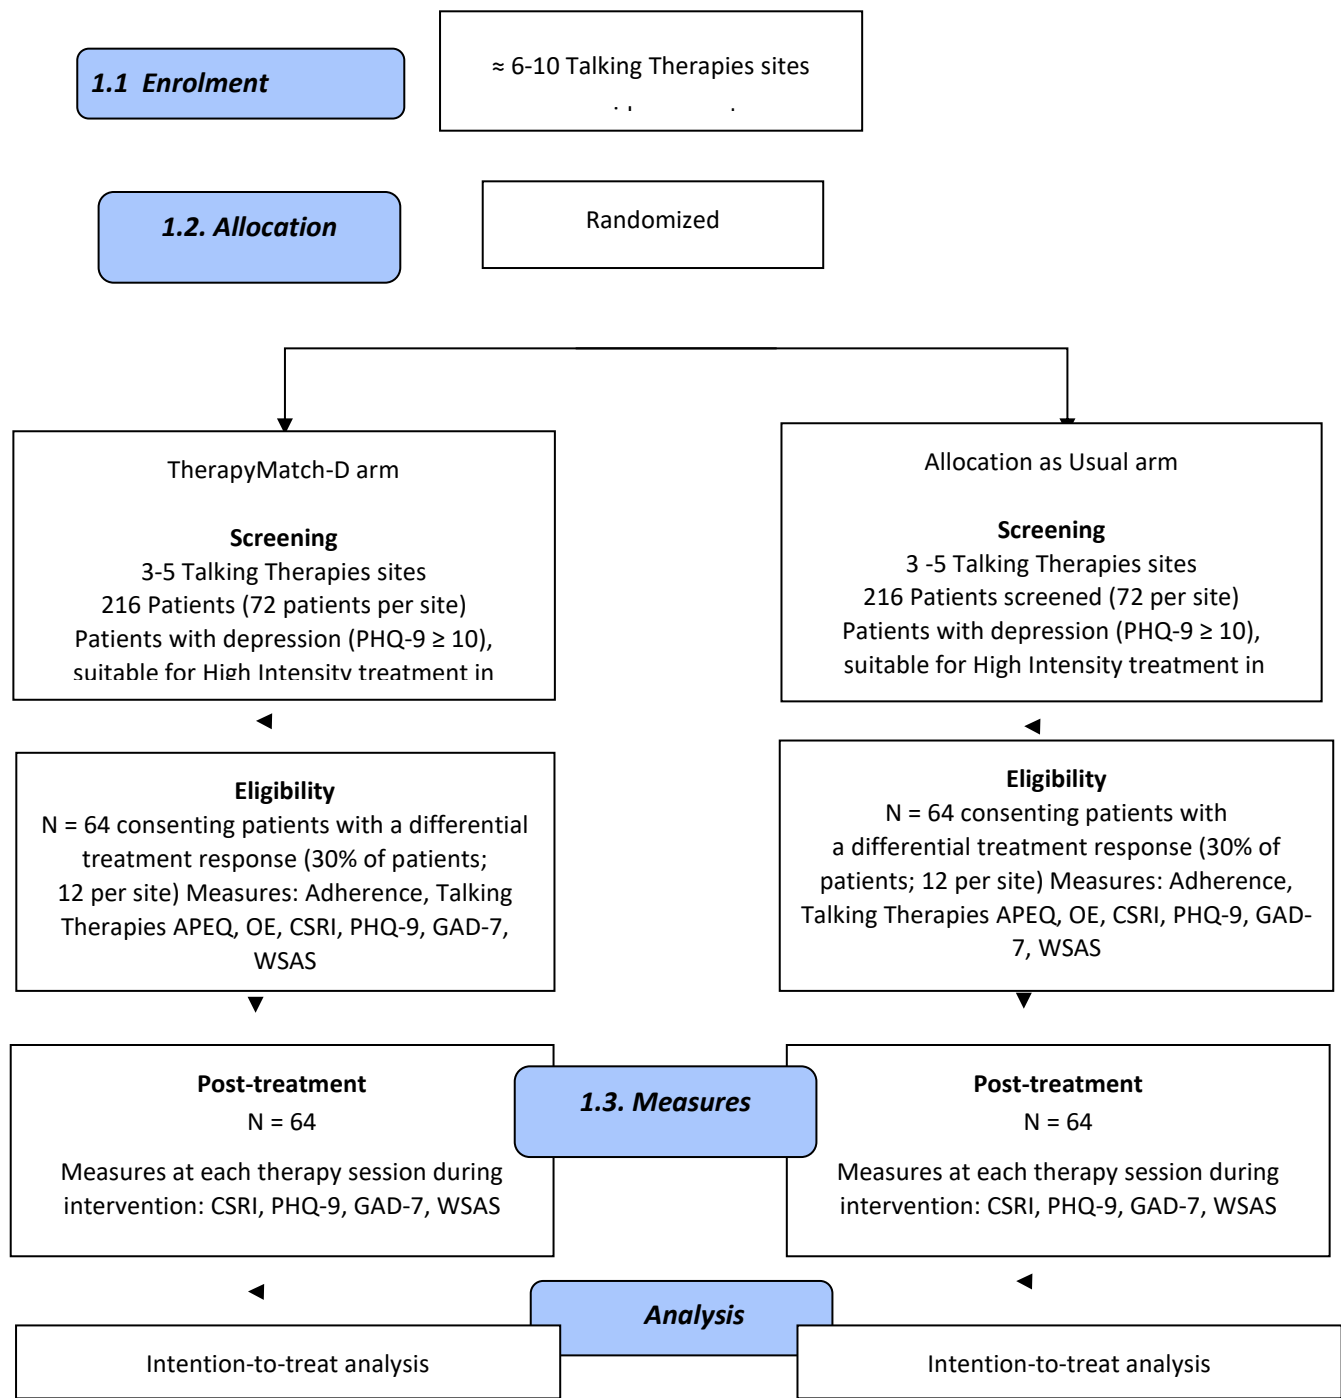 1.1 Enrolment
≈ 6-10 Talking Therapies sites
1.2. Allocation
Randomized
TherapyMatch-D arm
Screening
3-5 Talking Therapies sites
216 Patients (72 patients per site)
Patients with depression (PHQ-9 ≥ 10),
suitable for High Intensity treatment in
Allocation as Usual arm
Screening
3 -5 Talking Therapies sites
216 Patients screened (72 per site)
Patients with depression (PHQ-9 ≥ 10),
suitable for High Intensity treatment in
Eligibility
N = 64 consenting patients with a differential
treatment response (30% of patients;
12 per site) Measures: Adherence, Talking
Therapies APEQ, OE, CSRI, PHQ-9, GAD-7,
WSAS
Eligibility
N = 64 consenting patients with
a differential treatment response (30% of
patients; 12 per site) Measures: Adherence,
Talking Therapies APEQ, OE, CSRI, PHQ-9, GAD-
7, WSAS
Post-treatment
N = 64
Measures at each therapy session during
intervention: CSRI, PHQ-9, GAD-7, WSAS
1.3. Measures
Post-treatment
N = 64
Measures at each therapy session during
intervention: CSRI, PHQ-9, GAD-7, WSAS
Analysis
Intention-to-treat analysis
Intention-to-treat analysis